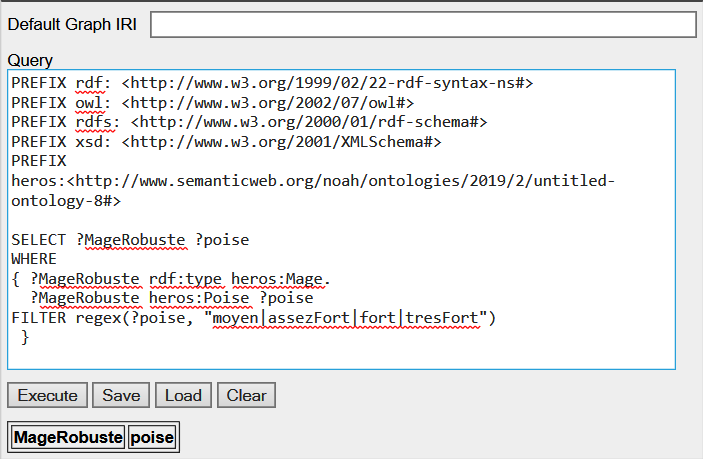 Default Graph IRI
Query
PREFIX rdf: <http://www.w3.org/1999/02/22-rdf-syntax-ns#>
PREFIX owl: <http://www.w3.org/2002/07/owl#>
PREFIX rdfs: <http://www.w3.org/2000/01/rdf-schema#>
PREFIX xsd: <http://www.w3.org/2001/XMLSchema#>
PREFIX
heros:<http://www.semanticweb.org/noah/ontologies/2019/2/untitled-
ontology-8#>
SELECT ?MageRobuste ?poise
WHERE
{ ?MageRobuste rdf:type heros:Mage.
?MageRobuste heros:Poise ?poise
FILTER regex(?poise, "moyen|assezFort|fort|tresFort")
}
Execute Save Load Clear
MageRobuste poise